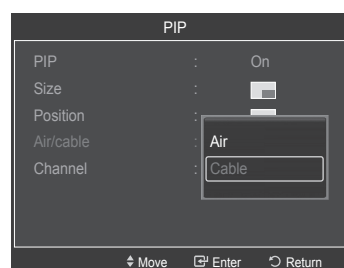 PIP
PIP : On
Size :
Position :
Air/cable :
Air
Cable
Channel :
Move Enter Return